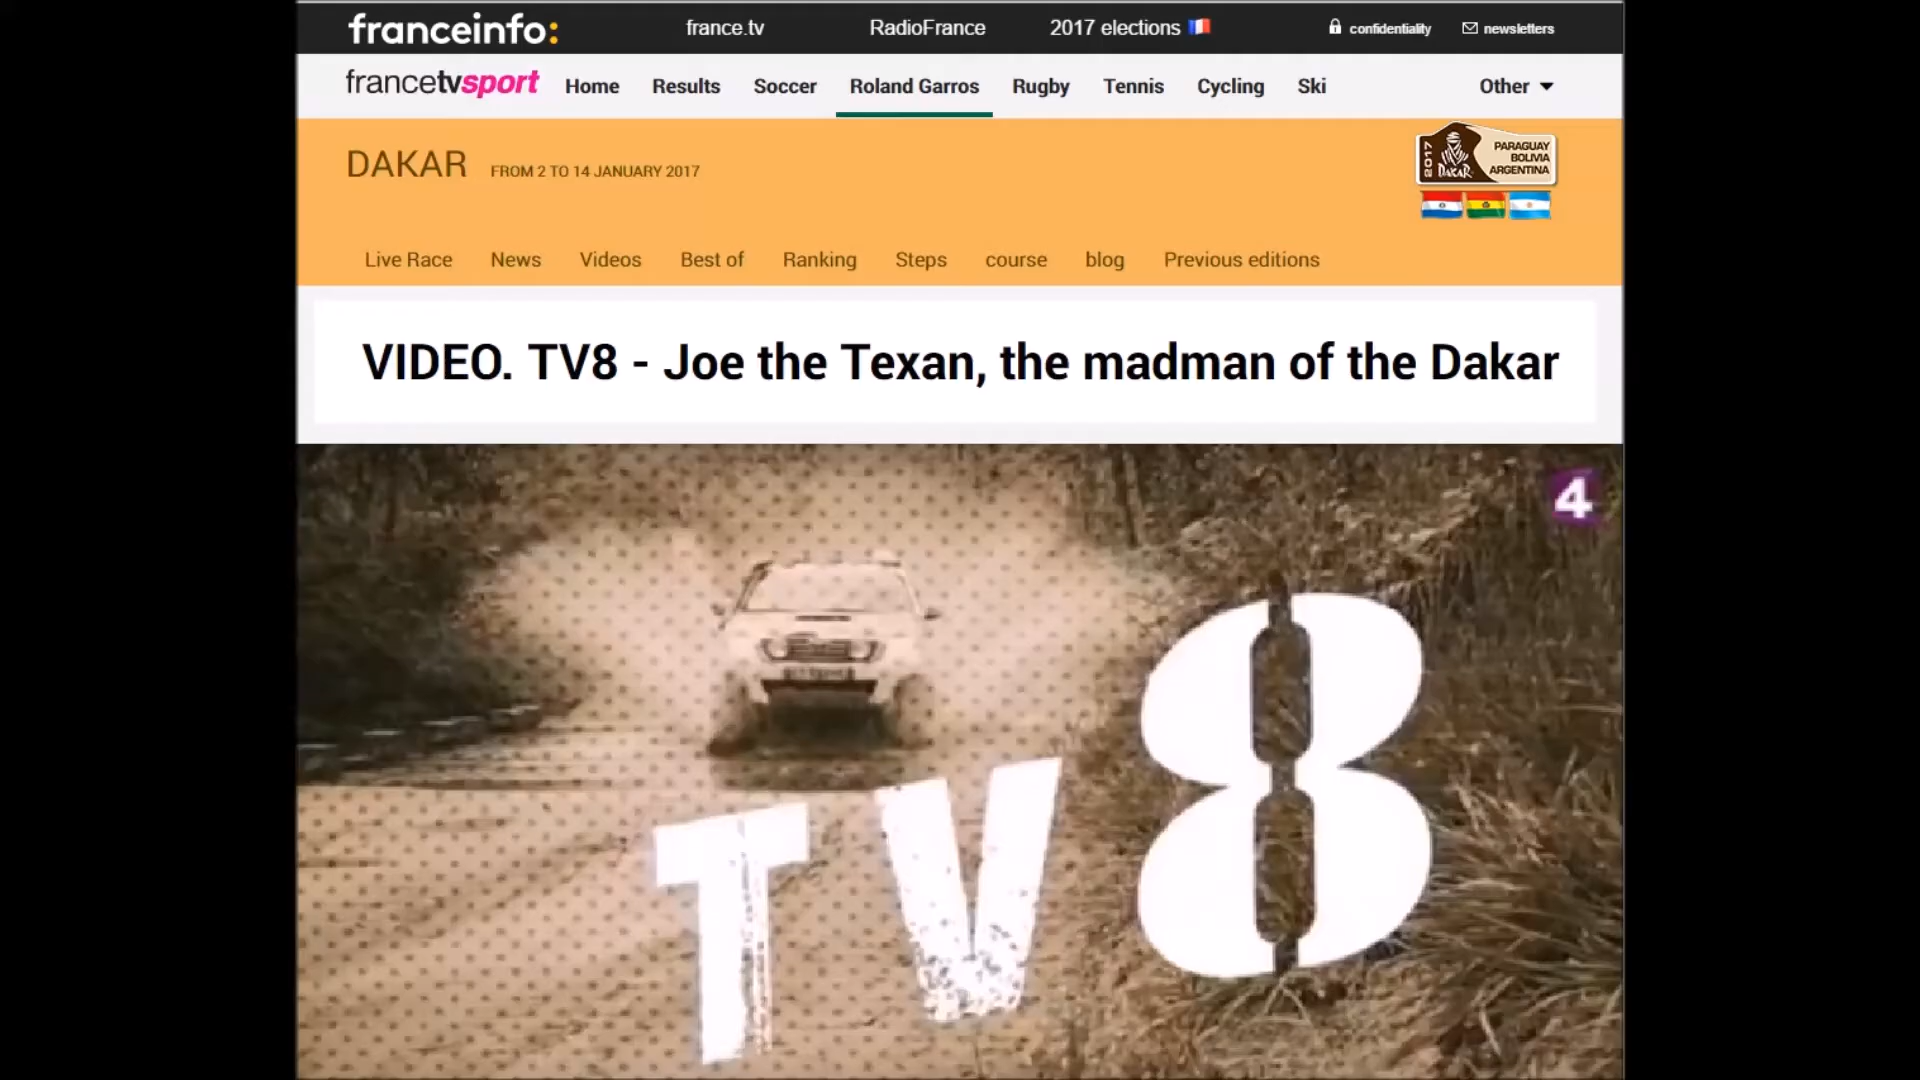 franceinfo: france.tv RadioFrance 2017 elections confidentiality newsletters
francetvsport Home Results Soccer Roland Garros Rugby Tennis Cycling Ski Other
DAKAR FROM 2 TO 14 JANUARY 2017
2017 DAKAR PARAGUAY
BOLIVIA
ARGENTINA
Live Race News Videos Best of Ranking Steps course blog Previous editions
VIDEO. TV8 - Joe the Texan, the madman of the Dakar
4
TV8